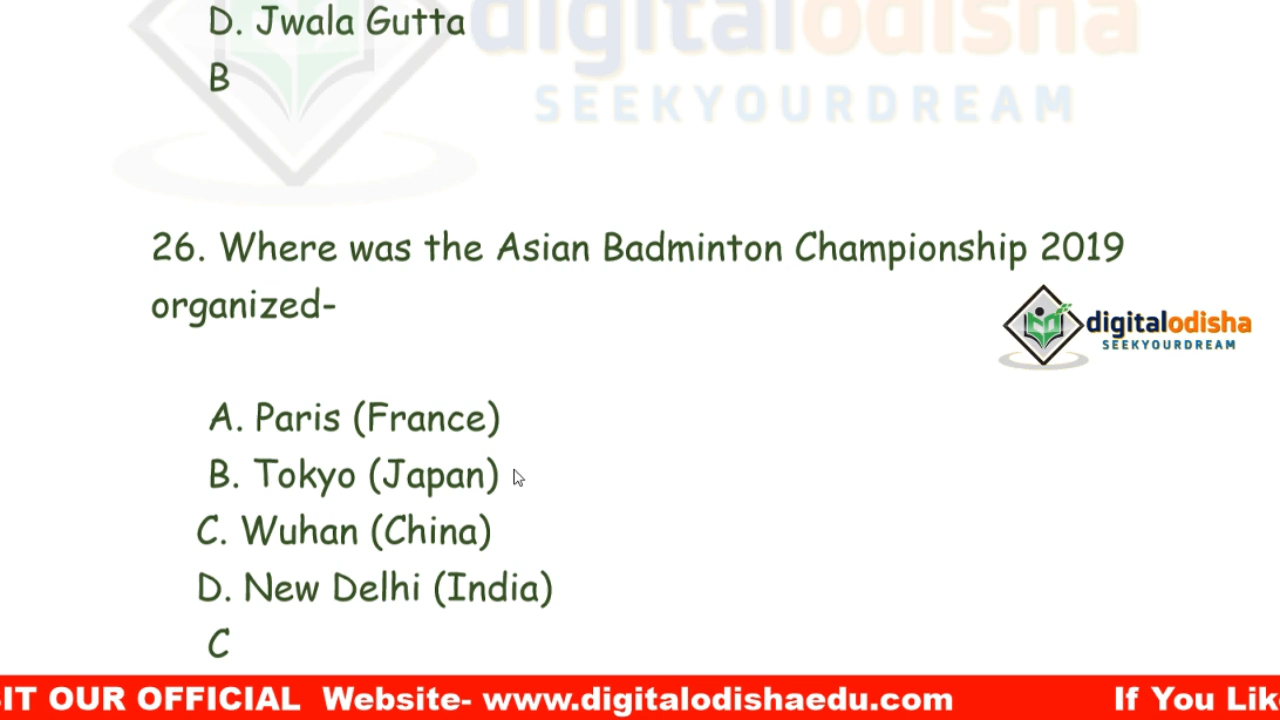 D. Jwala Gutta
digitalodisha
B
SEEKYOURDREAM
26. Where was the Asian Badminton Championship 2019
organized-
digitalodisha
SEEKYOURDREAM
A. Paris (France)
B. Tokyo (Japan)
C. Wuhan (China)
D. New Delhi (India)
C
IT OUR OFFICIAL Website- www.digitalodishaedu.com If You Lik